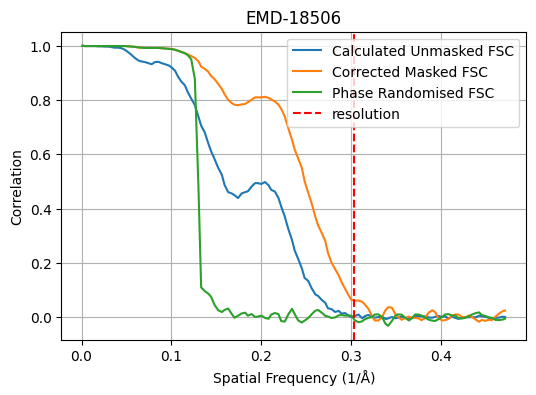 EMD-18506
Calculated Unmasked FSC
Corrected Masked FSC
Phase Randomised FSC
resolution
Correlation
1.0
0.8
0.6
0.4
0.2
0.0
0.0 0.1 0.2 0.3 0.4
Spatial Frequency (1/Å)